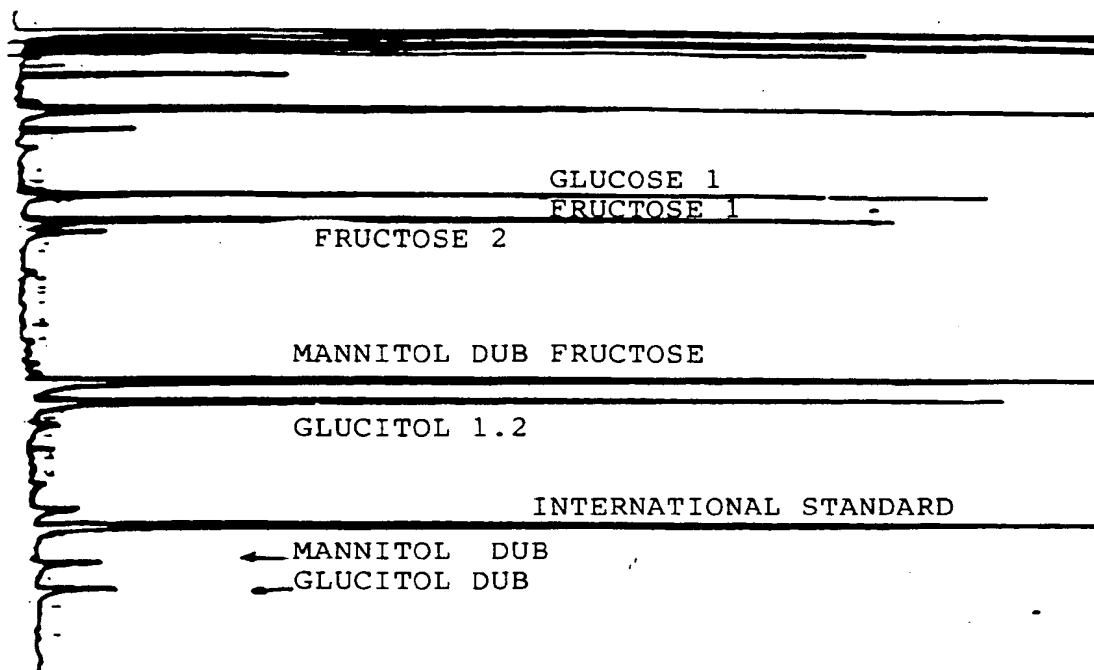 GLUCOSE 1
FRUCTOSE 1
FRUCTOSE 2
MANNITOL DUB FRUCTOSE
GLUCITOL 1.2
INTERNATIONAL STANDARD
MANNITOL DUB
GLUCITOL DUB